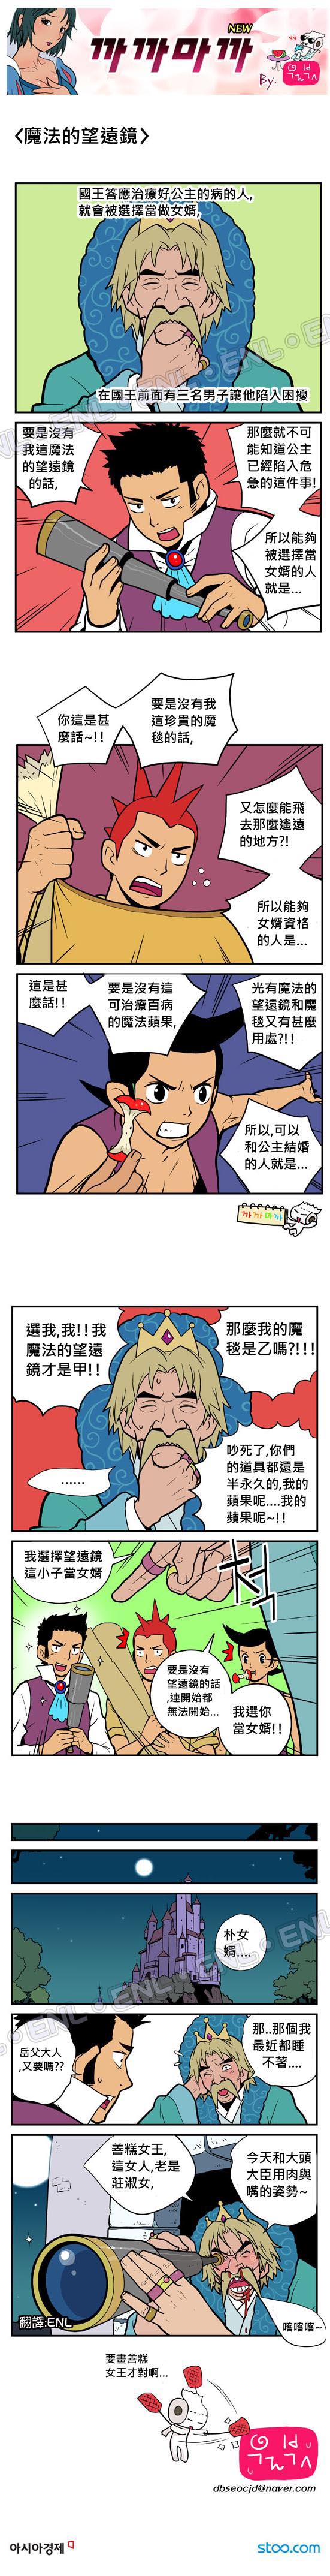 NEW
까까마까
By.
〈魔法的望遠鏡〉
國王答應治療好公主的病的人,
就會被選擇當做女婿,
在國王前面有三名男子讓他陷入困擾
要是沒有
我這魔法
的望遠鏡
的話,
那麼就不可
能知道公主
已經陷入危
急的這件事!
所以能夠
被選擇當
女婿的人
就是...
你這是甚
麼話~!!
要是沒有我
這珍貴的魔
毯的話,
又怎麼能飛
去那麼遙遠
的地方?!
所以能夠
女婿資格
的人是...
這是甚
麼話!!
要是沒有這
可治療百病
的魔法蘋果,
光有魔法的
望遠鏡和魔
毯又有甚麼
用處?!!
所以,可以
和公主結婚
的人就是...
까까마까
選我,我!!我
魔法的望遠
鏡才是甲!!
那麼我的魔
毯是乙嗎?!!!
......
吵死了,你們
的道具都還是
半永久的,我的
蘋果呢....我的
蘋果呢~!!
我選擇望遠鏡
這小子當女婿
要是沒有
望遠鏡的話
,連開始都
無法開始...
我選你
當女婿!!
朴女
婿....
岳父大人
,又要嗎??
那..那個我
最近都睡
不著....
善糕女王,
這女人,老是
莊淑女,
今天和大頭
大臣用肉與
嘴的姿勢~
喀喀喀~
翻譯:ENL
要畫善糕
女王才對啊...
dbseocjd@naver.com
아시아경제
stoo.com